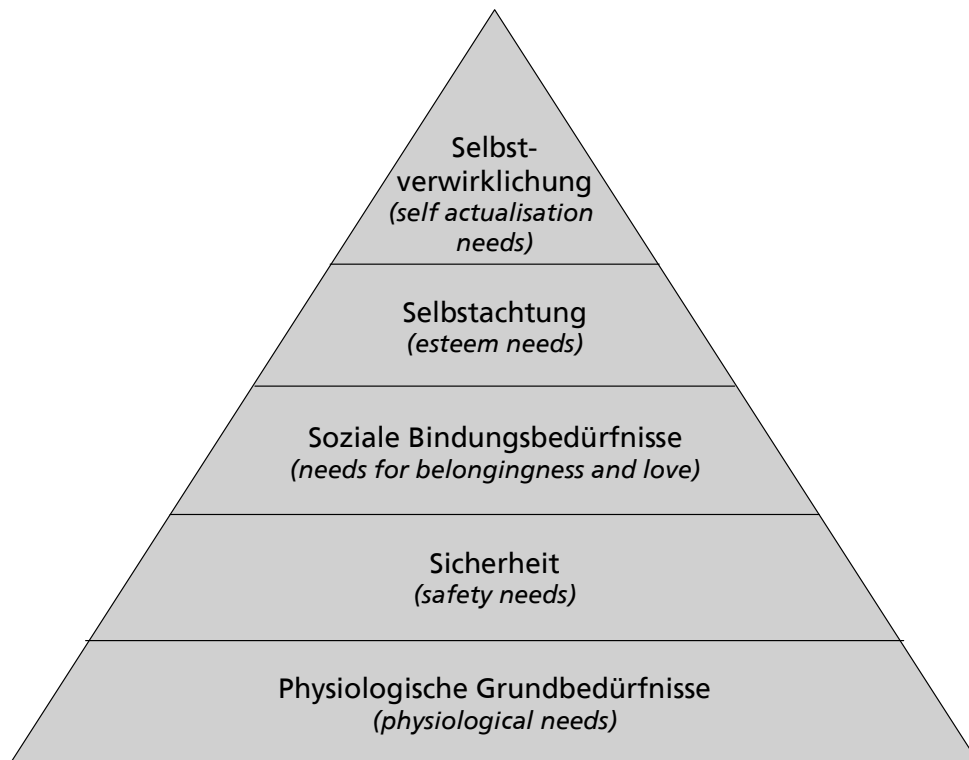 Selbst-
verwirklichung
(self actualisation
needs)
Selbstachtung
(esteem needs)
Soziale Bindungsbedürfnisse
(needs for belongingness and love)
Sicherheit
(safety needs)
Physiologische Grundbedürfnisse
(physiological needs)